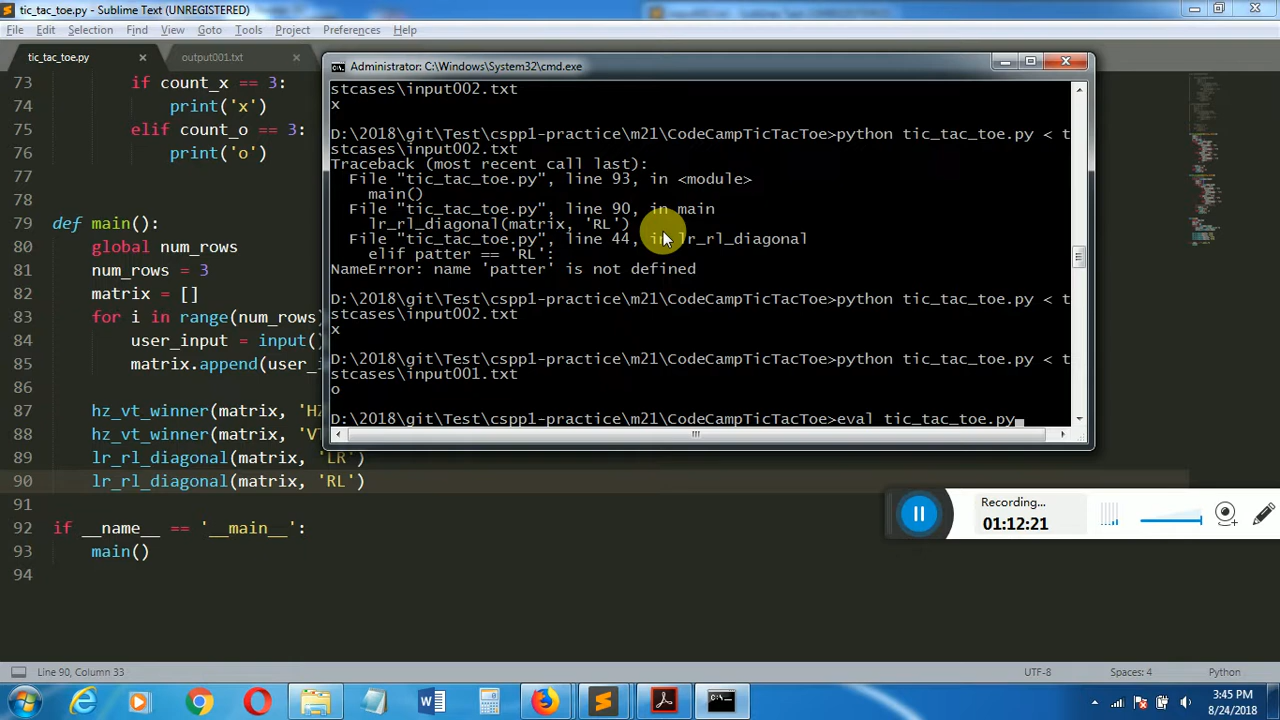 tic_tac_toe.py - Sublime Text (UNREGISTERED)
File Edit Selection Find View Goto Tools Project Preferences Help
tic_tac_toe.py
output001.txt
73 if count_x == 3:
74 print('x')
75 elif count_o == 3:
76 print('o')
77
78
79 def main():
80 global num_rows
81 num_rows = 3
82 matrix = []
83 for i in range(num_rows)
84 user_input = input()
85 matrix.append(user_i
86
87 hz_vt_winner(matrix, 'HZ
88 hz_vt_winner(matrix, 'VT
89 lr_rl_diagonal(matrix, 'LR')
90 lr_rl_diagonal(matrix, 'RL')
91
92 if __name__ == '__main__':
93 main()
94
Administrator: C:\Windows\System32\cmd.exe
stcases\input002.txt
x
D:\2018\git\Test\cspp1-practice\m21\CodeCampTicTacToe>python tic_tac_toe.py < t
stcases\input002.txt
Traceback (most recent call last):
File "tic_tac_toe.py", line 93, in <module>
main()
File "tic_tac_toe.py", line 90, in main
lr_rl_diagonal(matrix, 'RL')
File "tic_tac_toe.py", line 44, in lr_rl_diagonal
elif patter == 'RL':
NameError: name 'patter' is not defined
D:\2018\git\Test\cspp1-practice\m21\CodeCampTicTacToe>python tic_tac_toe.py < t
stcases\input002.txt
x
D:\2018\git\Test\cspp1-practice\m21\CodeCampTicTacToe>python tic_tac_toe.py < t
stcases\input001.txt
o
D:\2018\git\Test\cspp1-practice\m21\CodeCampTicTacToe>eval tic_tac_toe.py
Recording...
01:12:21
Line 90, Column 33
UTF-8
Spaces: 4
Python
3:45 PM
8/24/2018